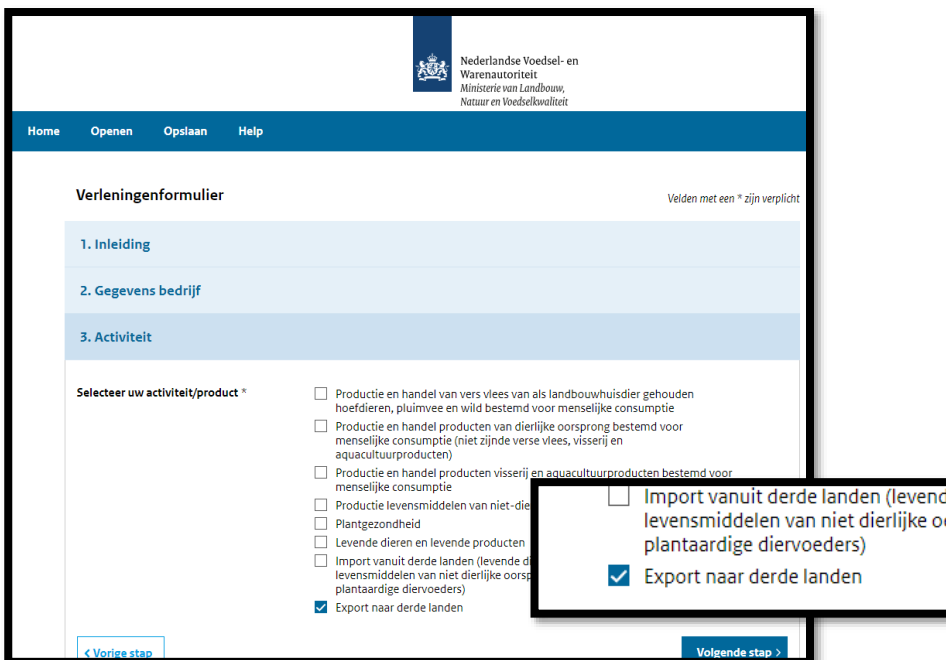 Nederlandse Voedsel- en
Warenautoriteit
Ministerie van Landbouw,
Natuur en Voedselkwaliteit
Home Openen Opslaan Help
Verleningenformulier
Velden met een * zijn verplicht
1. Inleiding
2. Gegevens bedrijf
3. Activiteit
Selecteer uw activiteit/product *
Productie en handel van vers vlees van als landbouwhuisdier gehouden
hoefdieren, pluimvee en wild bestemd voor menselijke consumptie
Productie en handel producten van dierlijke oorsprong bestemd voor
menselijke consumptie (niet zijnde verse vlees, visserij en
aquacultuurproducten)
Productie en handel producten visserij en aquacultuurproducten bestemd voor
menselijke consumptie
Productie levensmiddelen van niet-die
Plantgezondheid
Levende dieren en levende producten
Import vanuit derde landen (levende di
levensmiddelen van niet dierlijke oorsp
plantaardige diervoeders)
Export naar derde landen
< Vorige stap
Volgende stap >
Import vanuit derde landen (levend
levensmiddelen van niet dierlijke o
plantaardige diervoeders)
Export naar derde landen